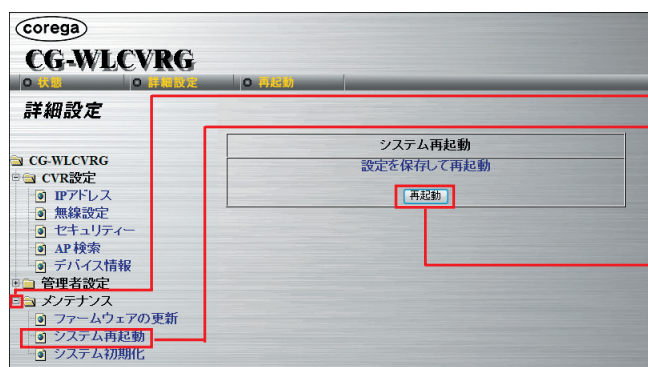 corega
CG-WLCVRG
状態 詳細設定 再起動
詳細設定
システム再起動
設定を保存して再起動
再起動
CG-WLCVRG
CVR設定
IPアドレス
無線設定
セキュリティー
AP 検索
デバイス情報
管理者設定
メンテナンス
ファームウェアの更新
システム再起動
システム初期化